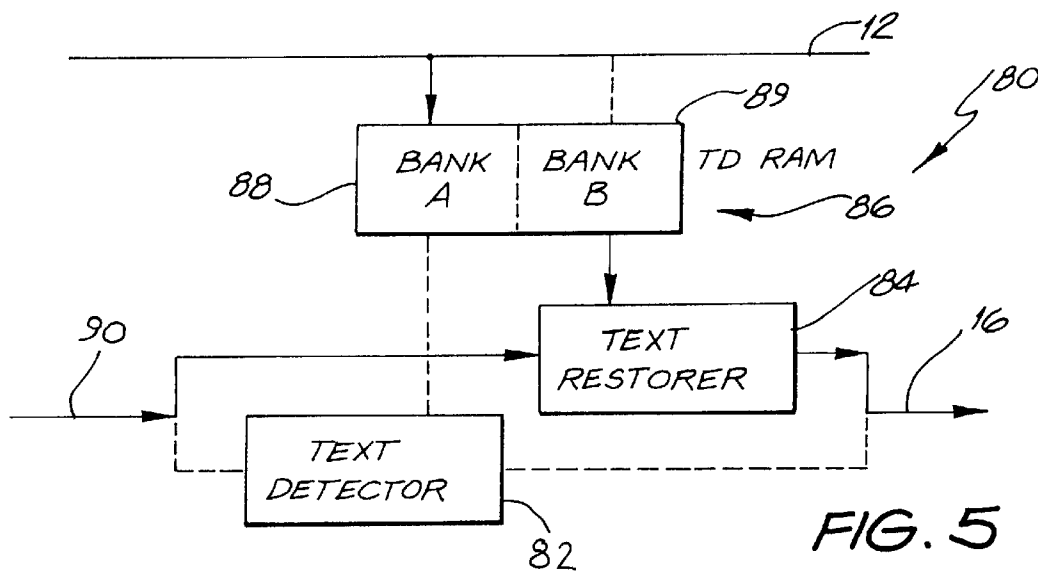 12
80
89
BANK A
BANK B
TD RAM
88
86
84
90
TEXT RESTORER
16
TEXT DETECTOR
82
FIG. 5